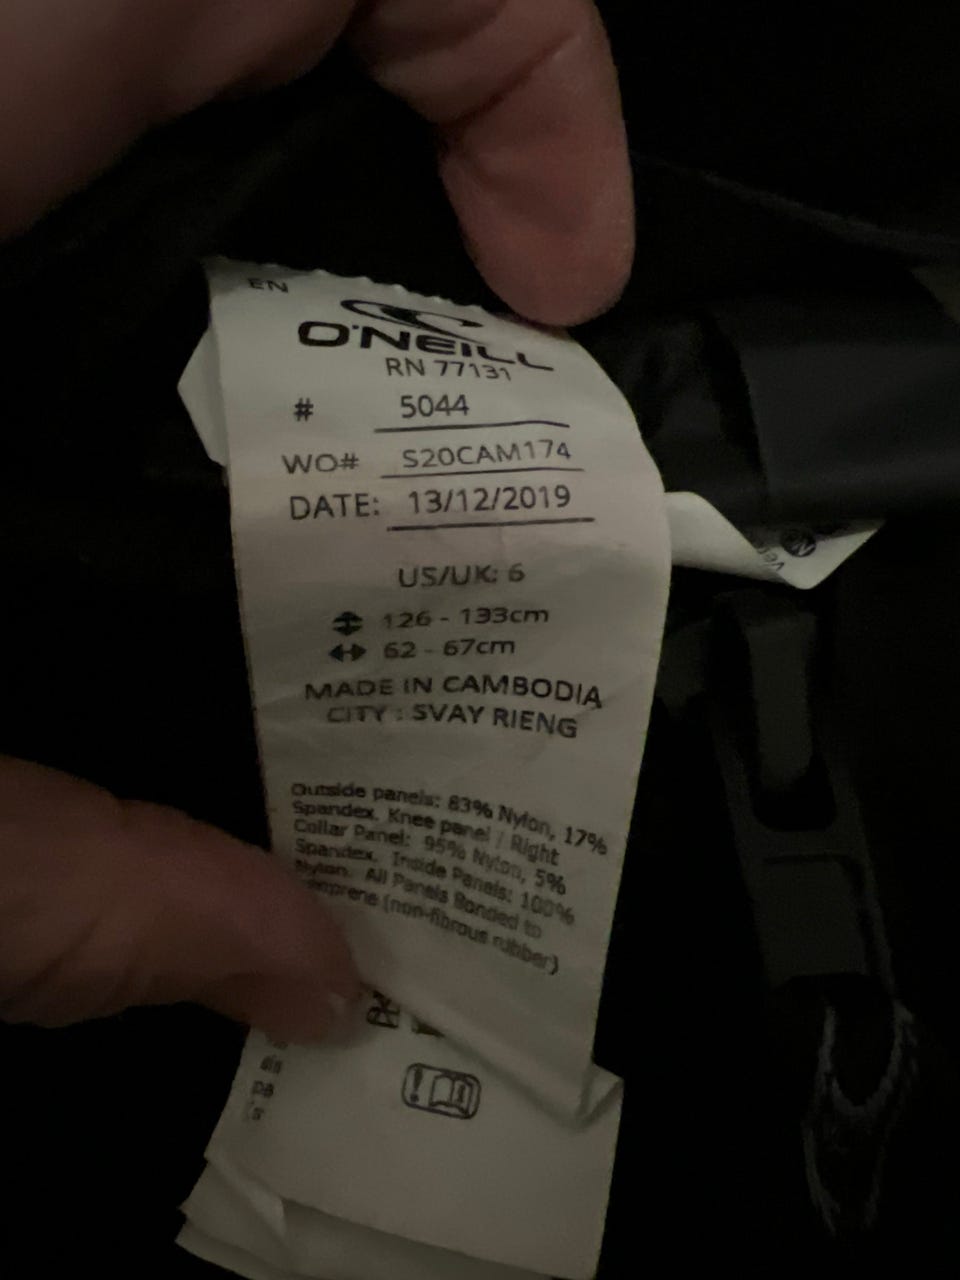 EN
O'NEILL
RN 77131
# 5044
WO# S20CAM174
DATE: 13/12/2019
US/UK: 6
126 - 133cm
62 - 67cm
MADE IN CAMBODIA
CITY : SVAY RIENG
Outside panels: 83% Nylon, 17%
Spandex. Knee panel / Right
Collar Panel: 95% Nylon, 5%
Spandex. Inside Panels: 100%
Nylon. All Panels Bonded to
(non-fibrous rubber)